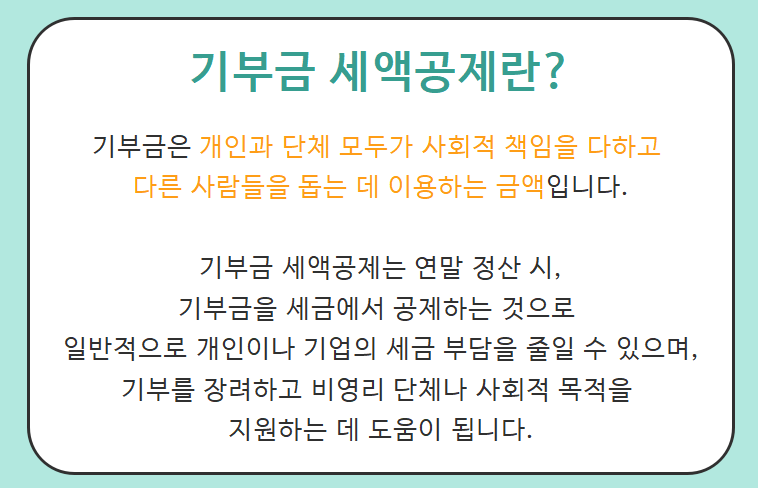 기부금 세액공제란?
기부금은 개인과 단체 모두가 사회적 책임을 다하고
다른 사람들을 돕는 데 이용하는 금액입니다.
기부금 세액공제는 연말 정산 시,
기부금을 세금에서 공제하는 것으로
일반적으로 개인이나 기업의 세금 부담을 줄일 수 있으며,
기부를 장려하고 비영리 단체나 사회적 목적을
지원하는 데 도움이 됩니다.